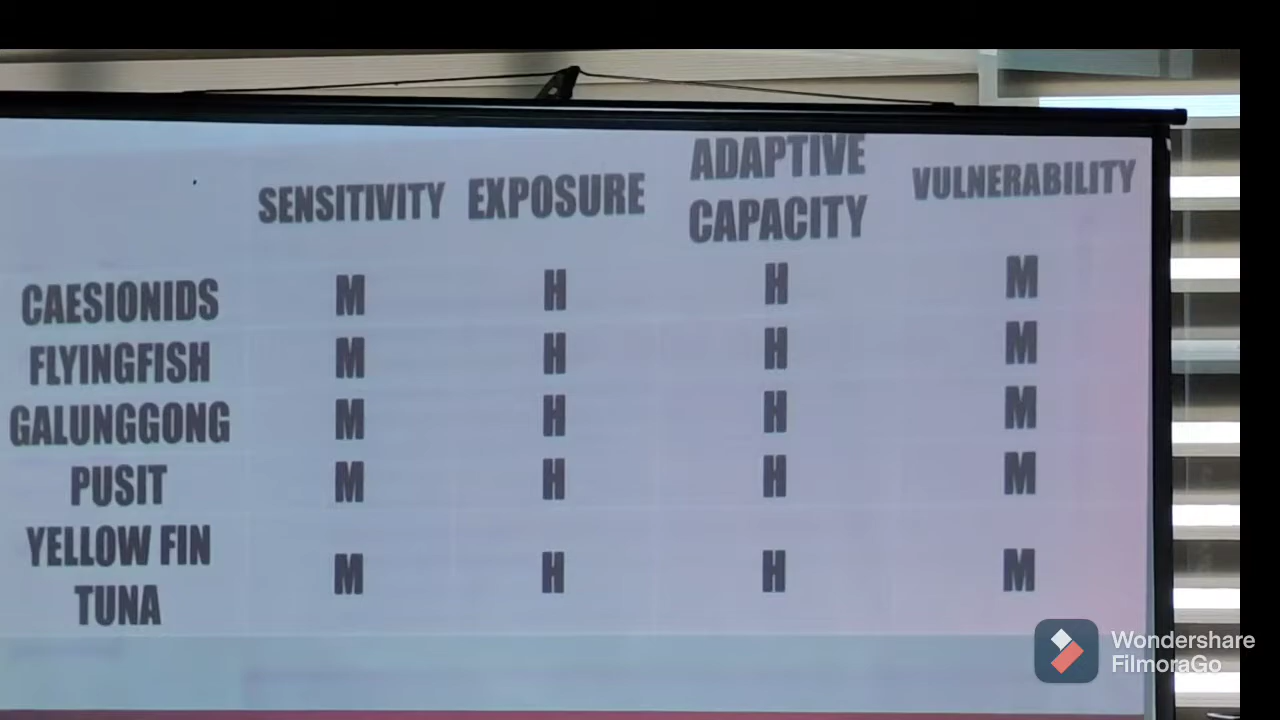 SENSITIVITY EXPOSURE ADAPTIVE CAPACITY VULNERABILITY
CAESIONIDS M H H M
FLYINGFISH M H H M
GALUNGGONG M H H M
PUSIT M H H M
YELLOW FIN TUNA M H H M
Wondershare
FilmoraGo